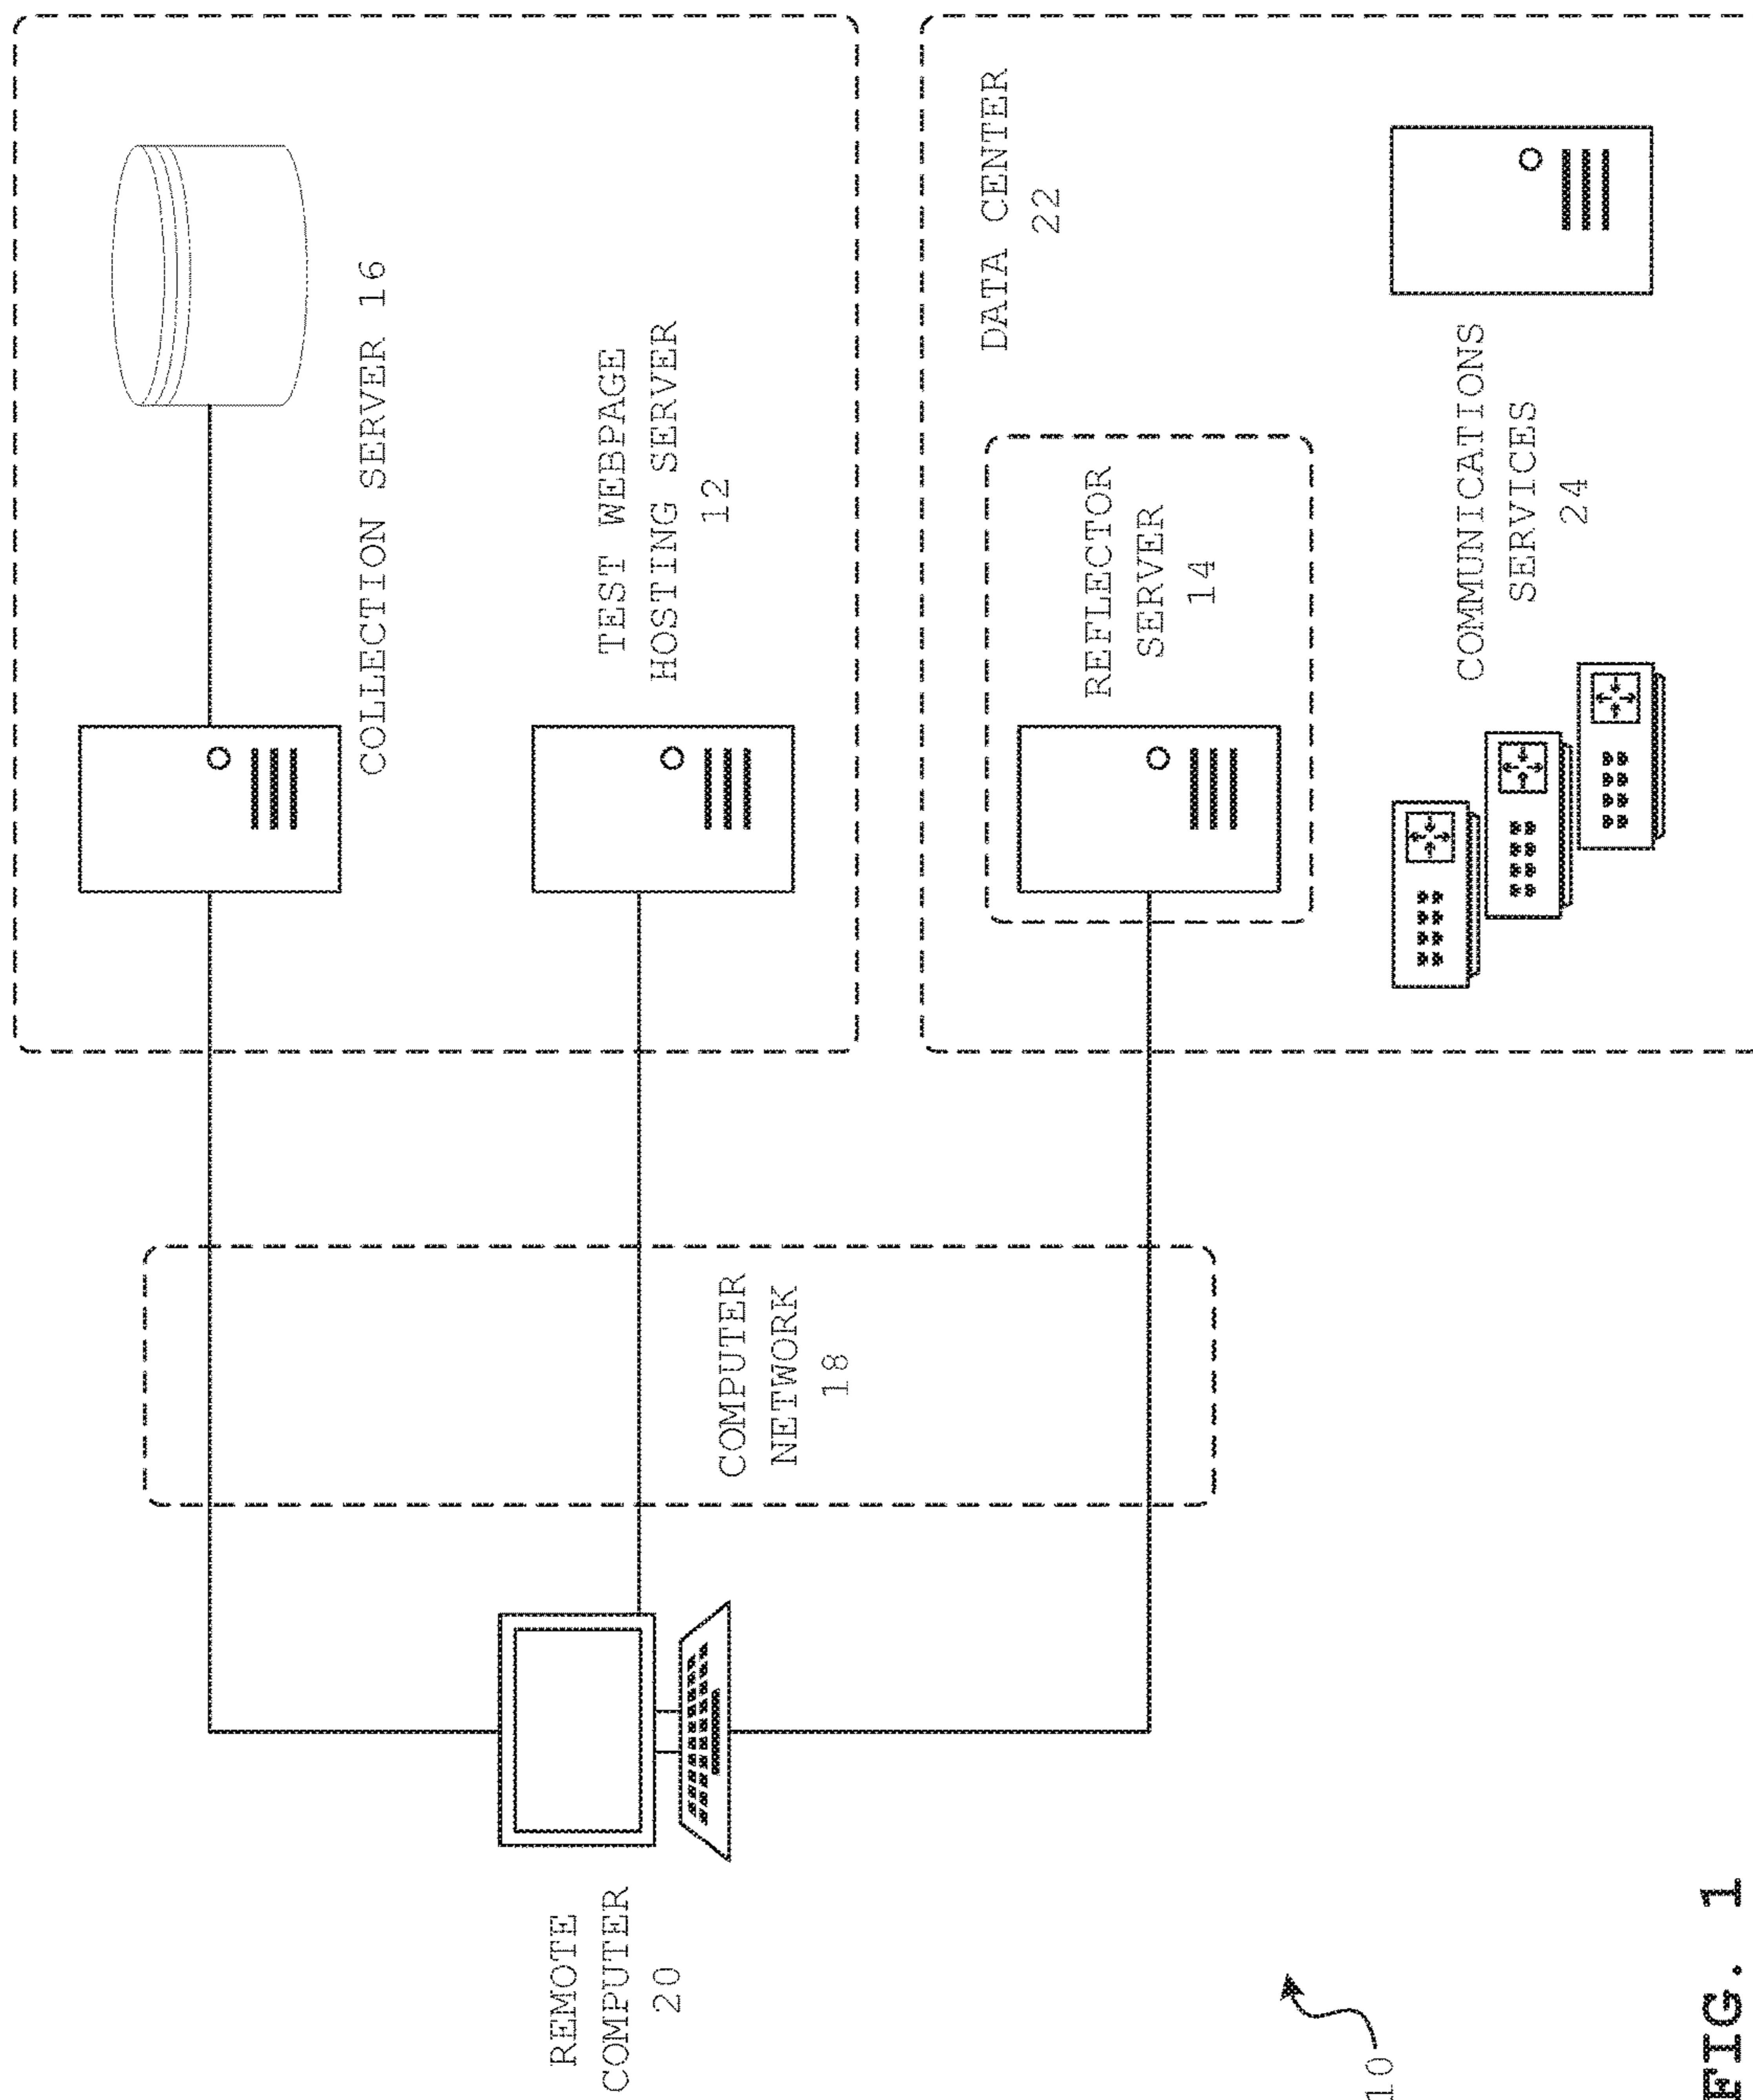 COLLECTION SERVER 16
TEST WEBPAGE
HOSTING SERVER
12
DATA CENTER
22
REFLECTOR
SERVER
14
COMMUNICATIONS
SERVICES
24
COMPUTER
NETWORK
18
REMOTE
COMPUTER
20
10
FIG. 1